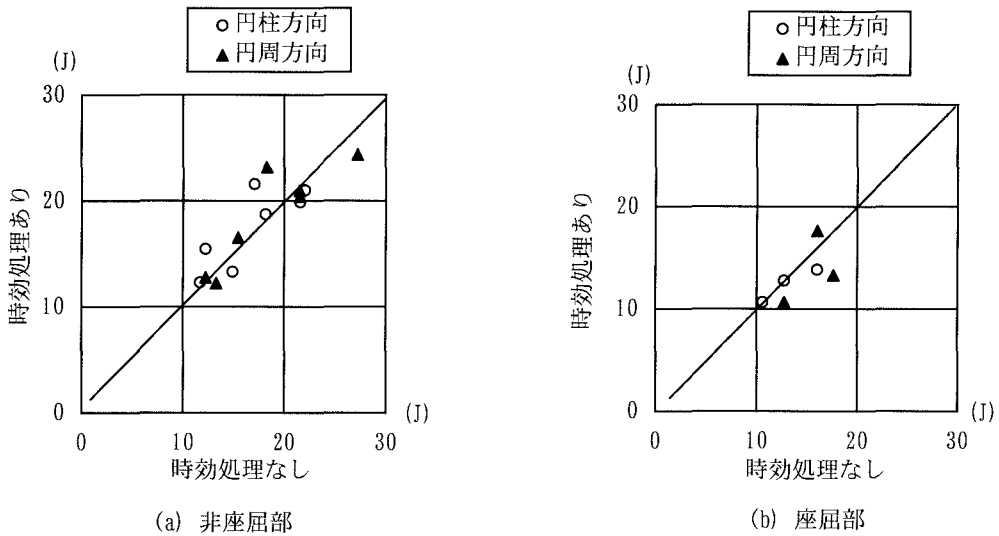 ○ 円柱方向
▲ 円周方向
(J)
30
20
10
0
時効処理あり
0 10 20 30 (J)
時効処理なし
(a) 非座屈部
○ 円柱方向
▲ 円周方向
(J)
30
20
10
0
時効処理あり
0 10 20 30 (J)
時効処理なし
(b) 座屈部